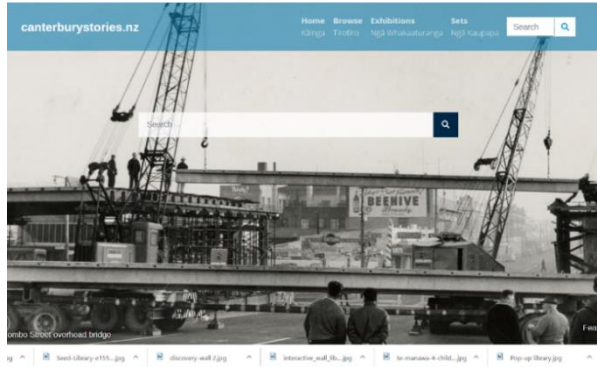 canterburystories.nz
Home Browse Exhibitions Sets
Kāinga Tirotiro Ngā Whakaaturanga Ngā Kaupapa
Search
Search
BEEHIVE
ombo Street overhead bridge
Fea
Seed-Library-e155...jpg
discovery-wall 2.jpg
interactive_wall_lib...jpg
te-manawa-4-child...jpg
Pop-up library.jpg